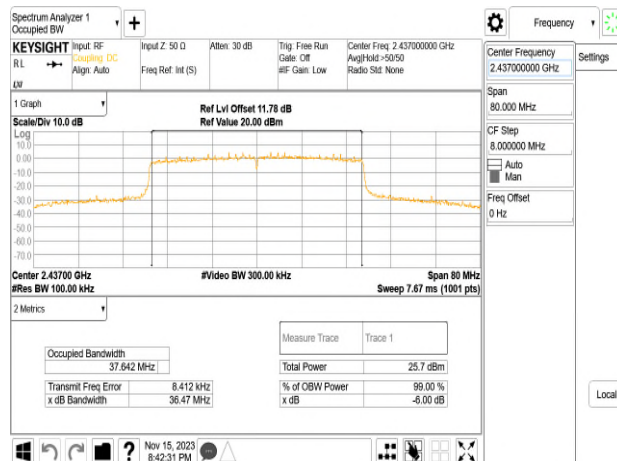 Spectrum Analyzer 1
Occupied BW
Frequency
KEYSIGHT
RL
Input: RF
Coupling: DC
Align: Auto
Input Z: 50 Ω
Freq Ref: Int (S)
Atten: 30 dB
Trig: Free Run
Gate: Off
#IF Gain: Low
Center Freq: 2.437000000 GHz
Avg|Hold:>50/50
Radio Std: None
Center Frequency
2.437000000 GHz
Settings
Span
80.000 MHz
CF Step
8.000000 MHz
Auto
Man
Freq Offset
0 Hz
Local
1 Graph
Scale/Div 10.0 dB
Ref Lvl Offset 11.78 dB
Ref Value 20.00 dBm
Log
10.0
0.00
-10.0
-20.0
-30.0
-40.0
-50.0
-60.0
-70.0
Center 2.43700 GHz
#Res BW 100.00 kHz
#Video BW 300.00 kHz
Span 80 MHz
Sweep 7.67 ms (1001 pts)
2 Metrics
Measure Trace
Trace 1
Occupied Bandwidth
37.642 MHz
Total Power
25.7 dBm
Transmit Freq Error
8.412 kHz
% of OBW Power
99.00 %
x dB Bandwidth
36.47 MHz
x dB
-6.00 dB
?
Nov 15, 2023
8:42:31 PM